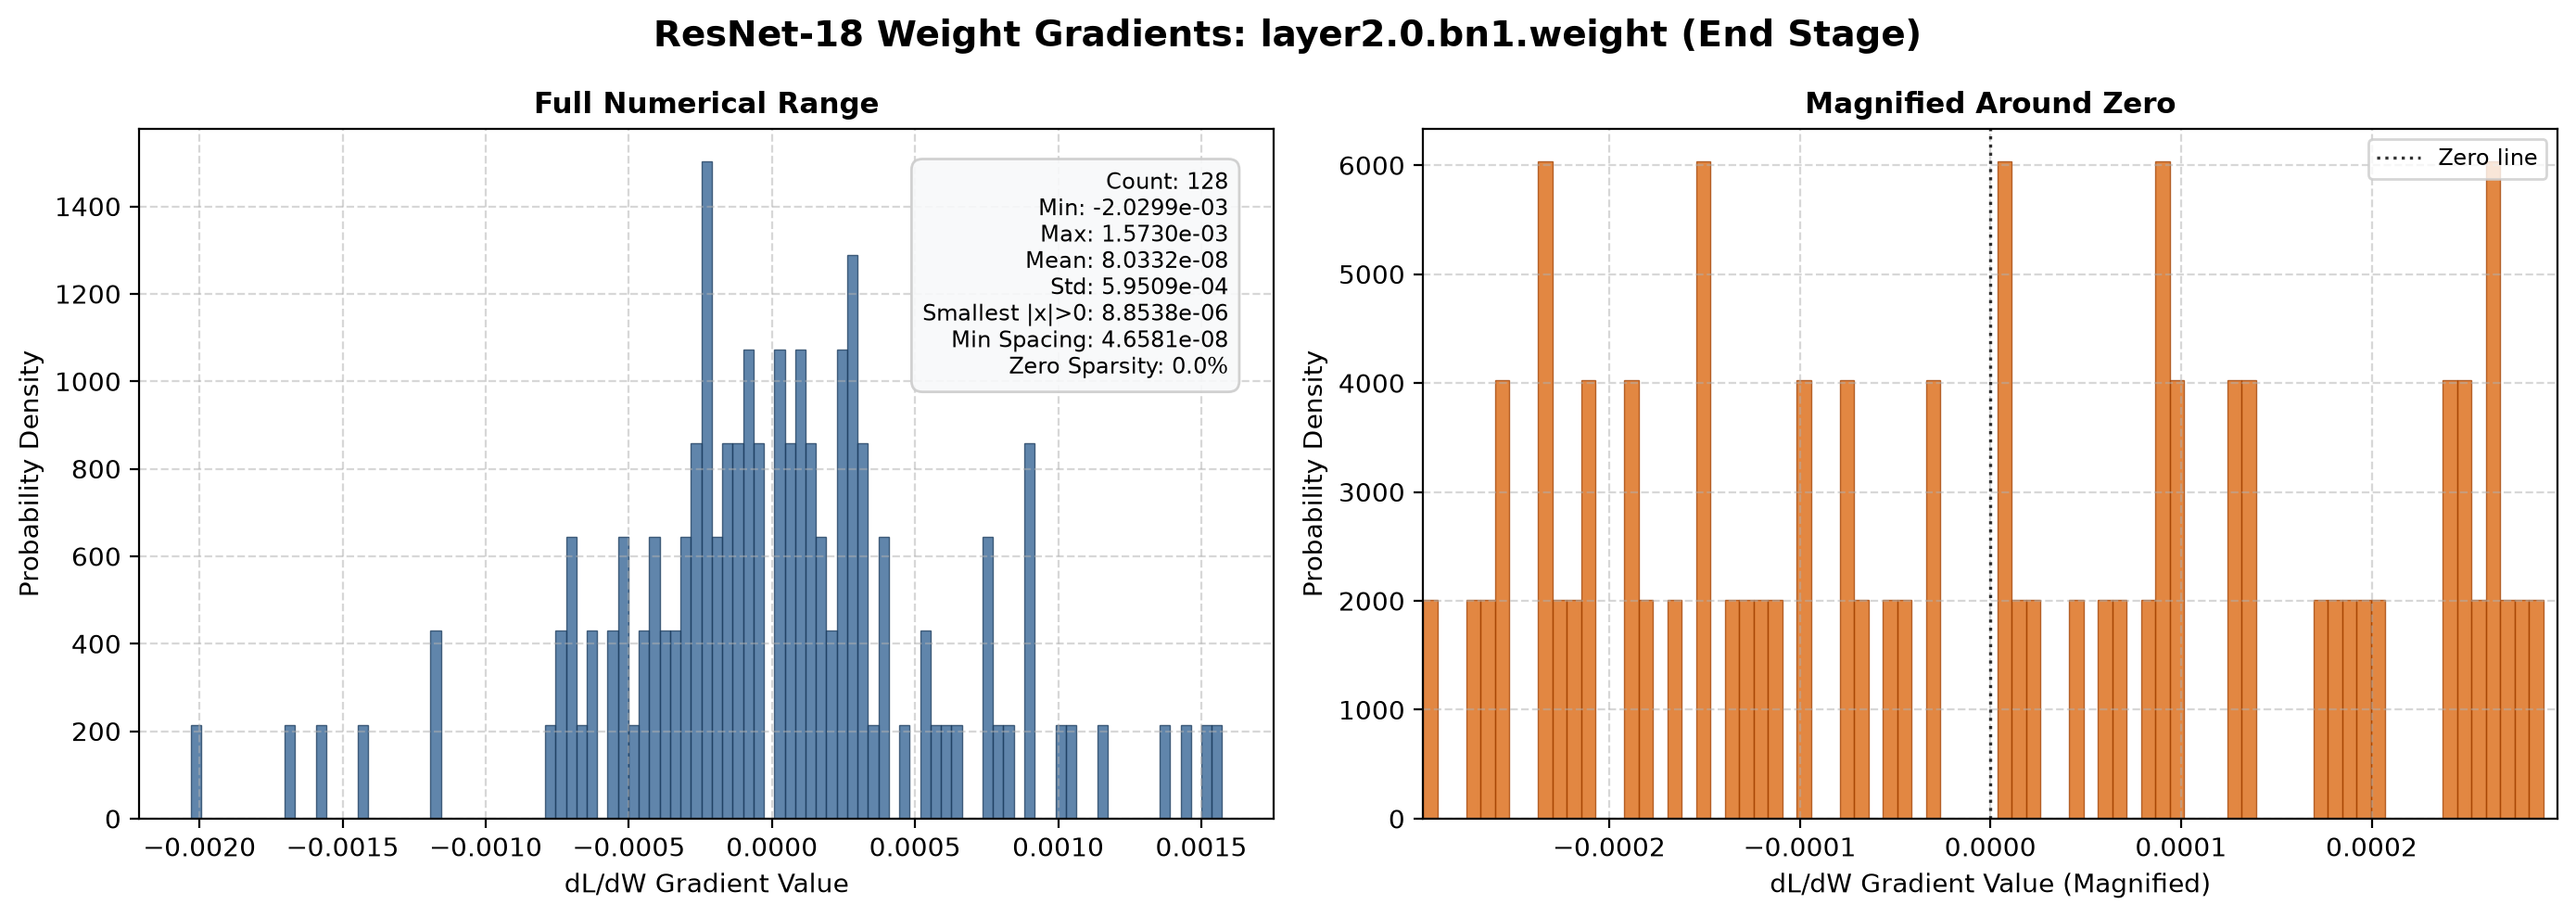 ResNet-18 Weight Gradients: layer2.0.bn1.weight (End Stage)
Full Numerical Range
Probability Density
1400
1200
1000
800
600
400
200
0
Count: 128
Min: -2.0299e-03
Max: 1.5730e-03
Mean: 8.0332e-08
Std: 5.9509e-04
Smallest |x|>0: 8.8538e-06
Min Spacing: 4.6581e-08
Zero Sparsity: 0.0%
−0.0020 −0.0015 −0.0010 −0.0005 0.0000 0.0005 0.0010 0.0015
dL/dW Gradient Value
Magnified Around Zero
Probability Density
6000
5000
4000
3000
2000
1000
0
Zero line
−0.0002 −0.0001 0.0000 0.0001 0.0002
dL/dW Gradient Value (Magnified)